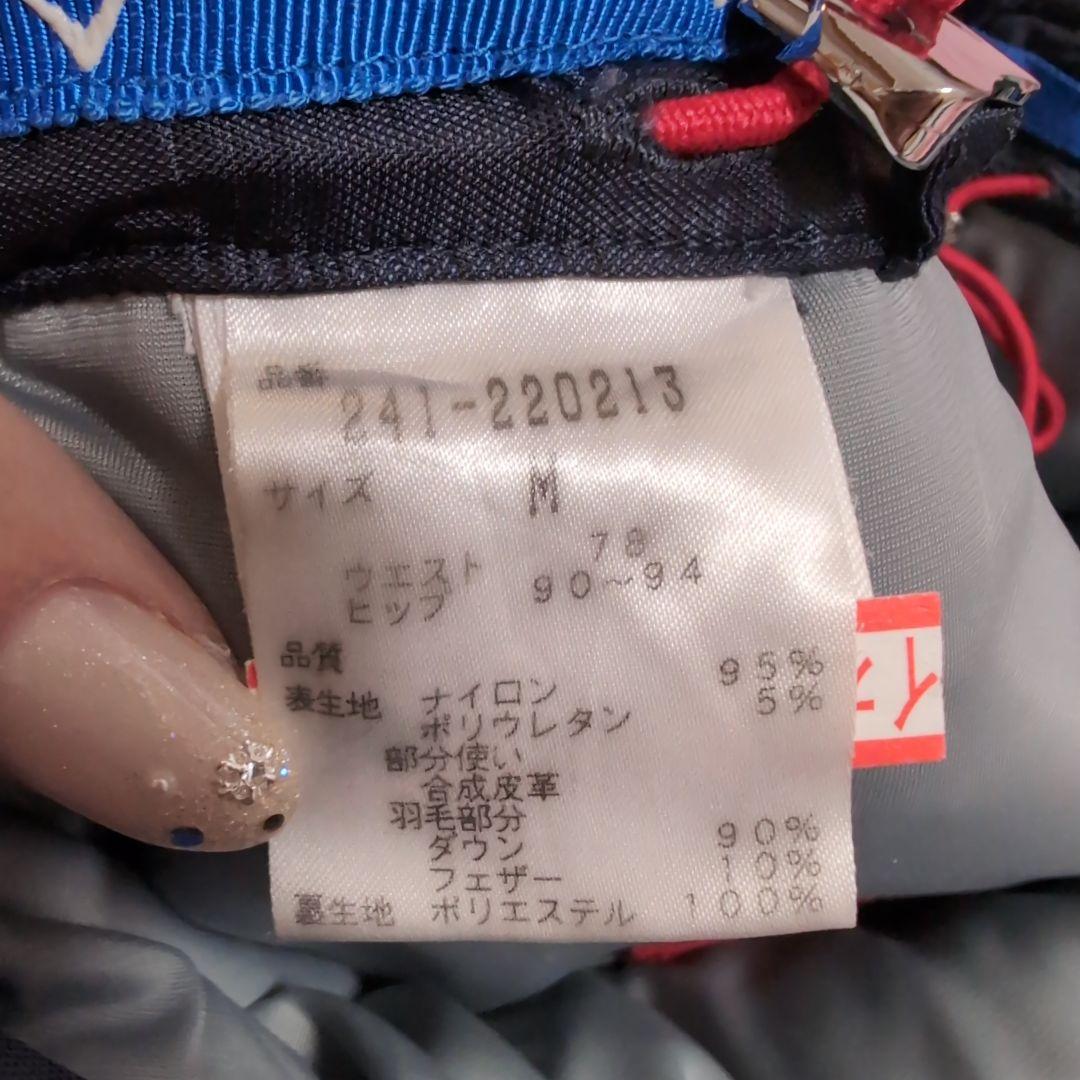 品番
241-220213
サイズ M
ウエスト 78
ヒップ 90～94
品質
表生地 ナイロン 95%
ポリウレタン 5%
部分使い
合成皮革
羽毛部分
ダウン 90%
フェザー 10%
裏生地 ポリエステル 100%